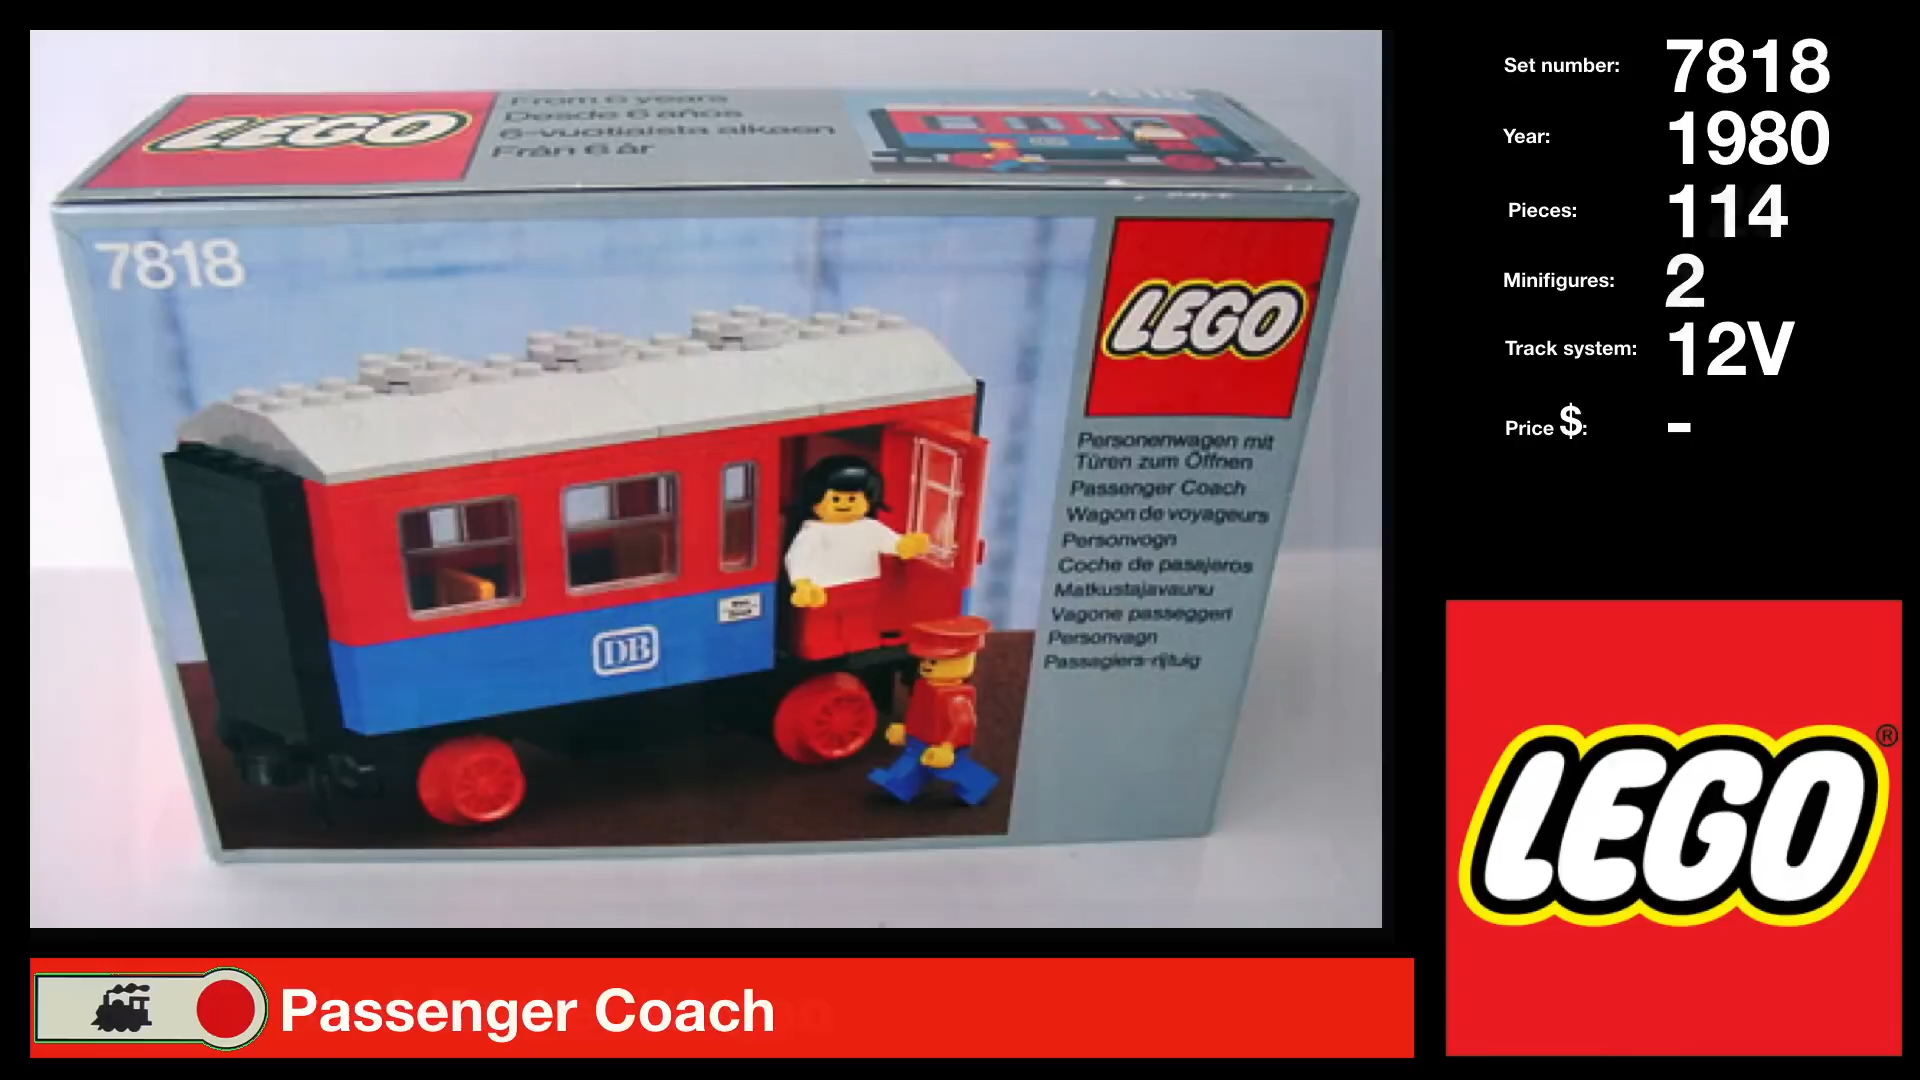 LEGO
From 6 years
Desde 6 años
6-vuotiaista alkaen
Från 6 år
7818
LEGO
Personenwagen mit
Türen zum Öffnen
Passenger Coach
Wagon de voyageurs
Personvogn
Coche de pasajeros
Matkustajavaunu
Vagone passeggeri
Personvagn
Passagiers-rijtuig
DB
Set number: 7818
Year: 1980
Pieces: 114
Minifigures: 2
Track system: 12V
Price $: -
LEGO ®
Passenger Coach